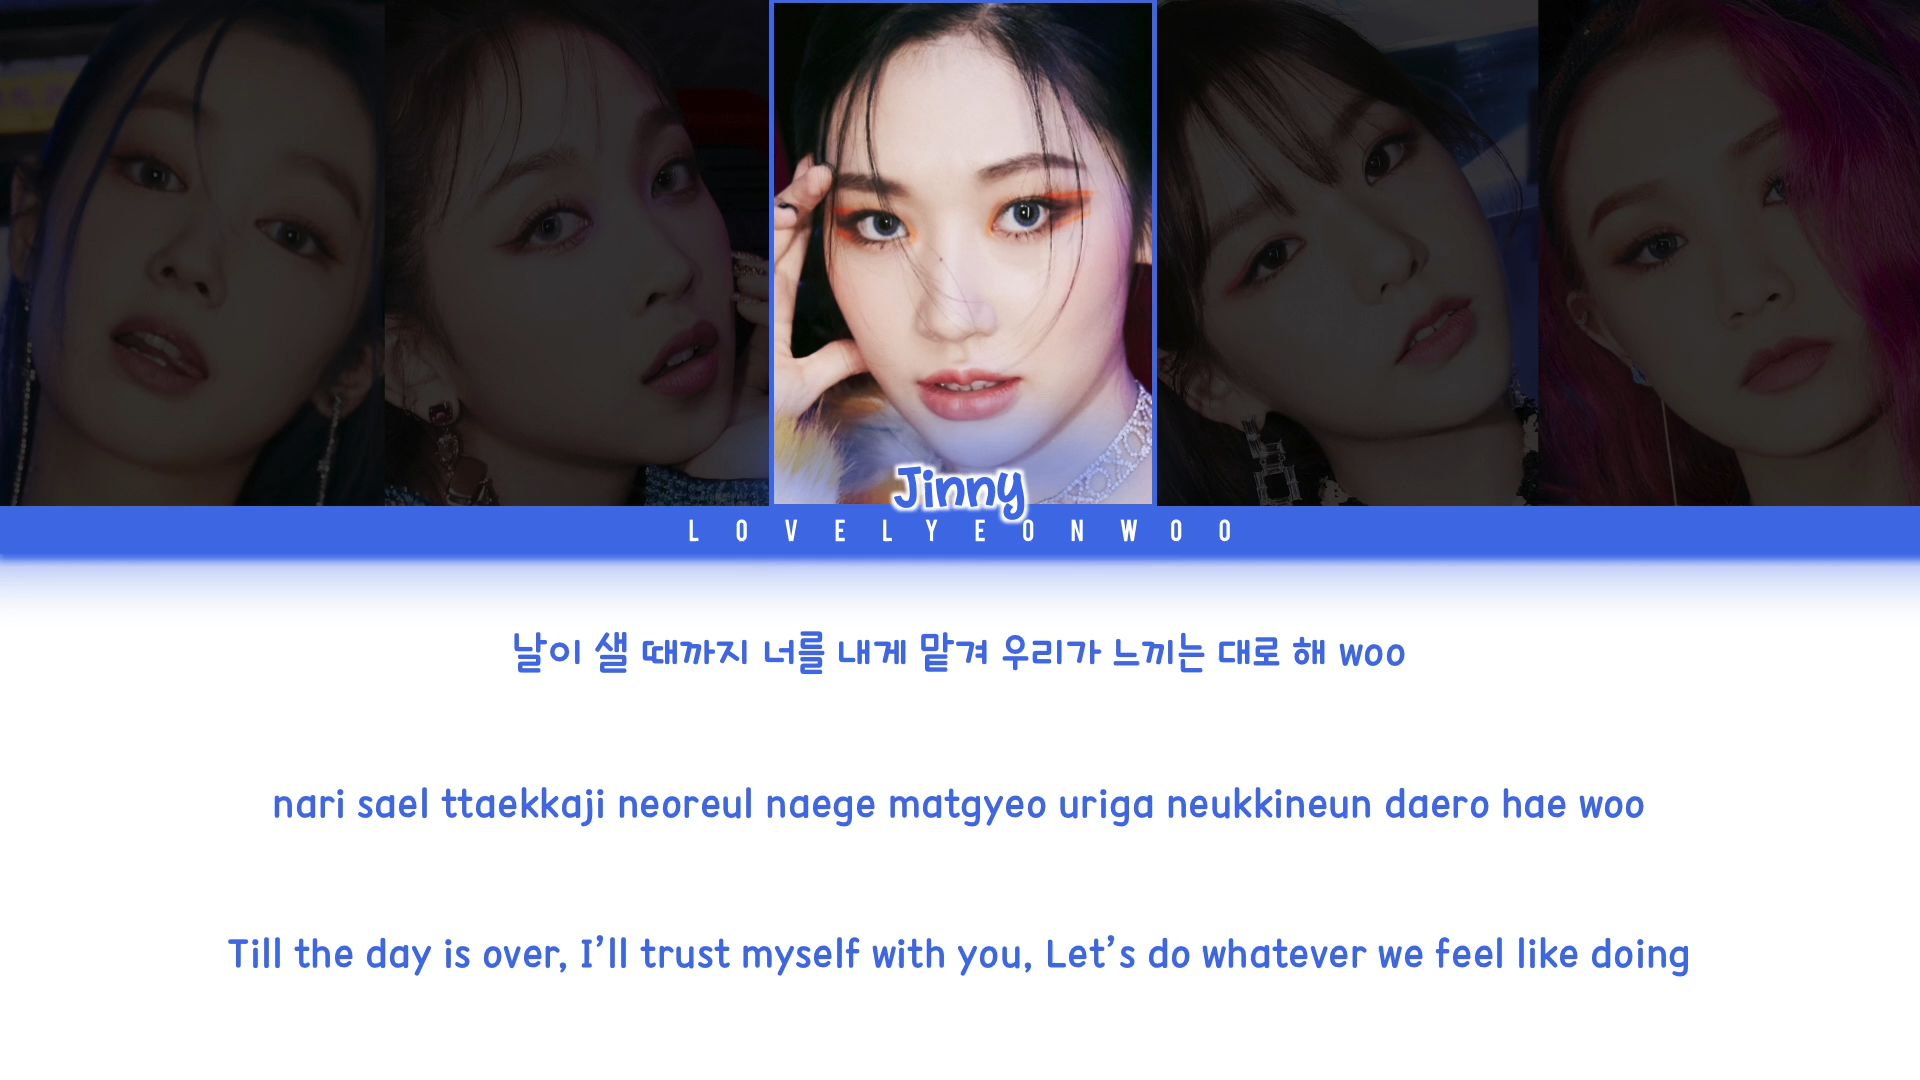 Jinny
LOVELYEONWOO
날이 샐 때까지 너를 내게 맡겨 우리가 느끼는 대로 해 woo
nari sael ttaekkaji neoreul naege matgyeo uriga neukkineun daero hae woo
Till the day is over, I’ll trust myself with you, Let’s do whatever we feel like doing